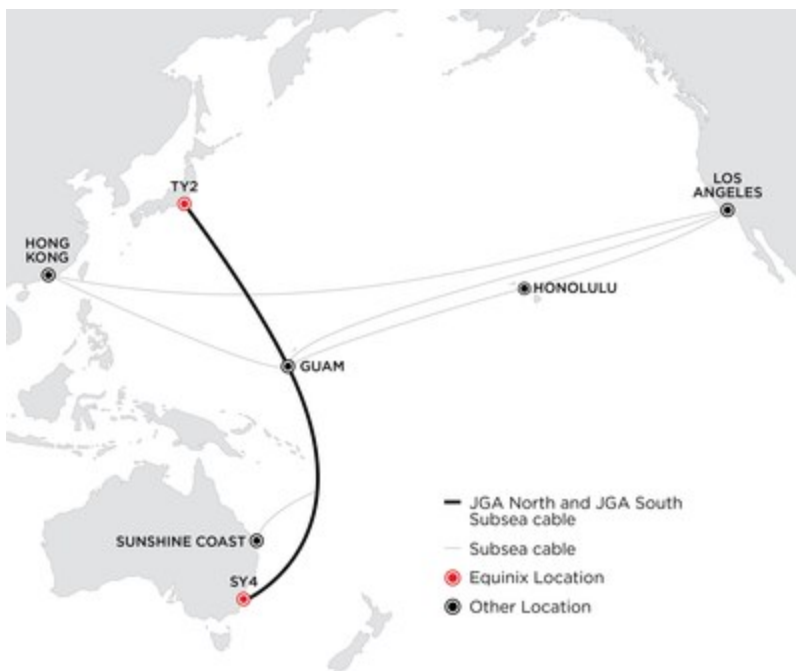 TY2
LOS
ANGELES
HONG
KONG
HONOLULU
GUAM
JGA North and JGA South
Subsea cable
SUNSHINE COAST
Subsea cable
SY4
Equinix Location
Other Location